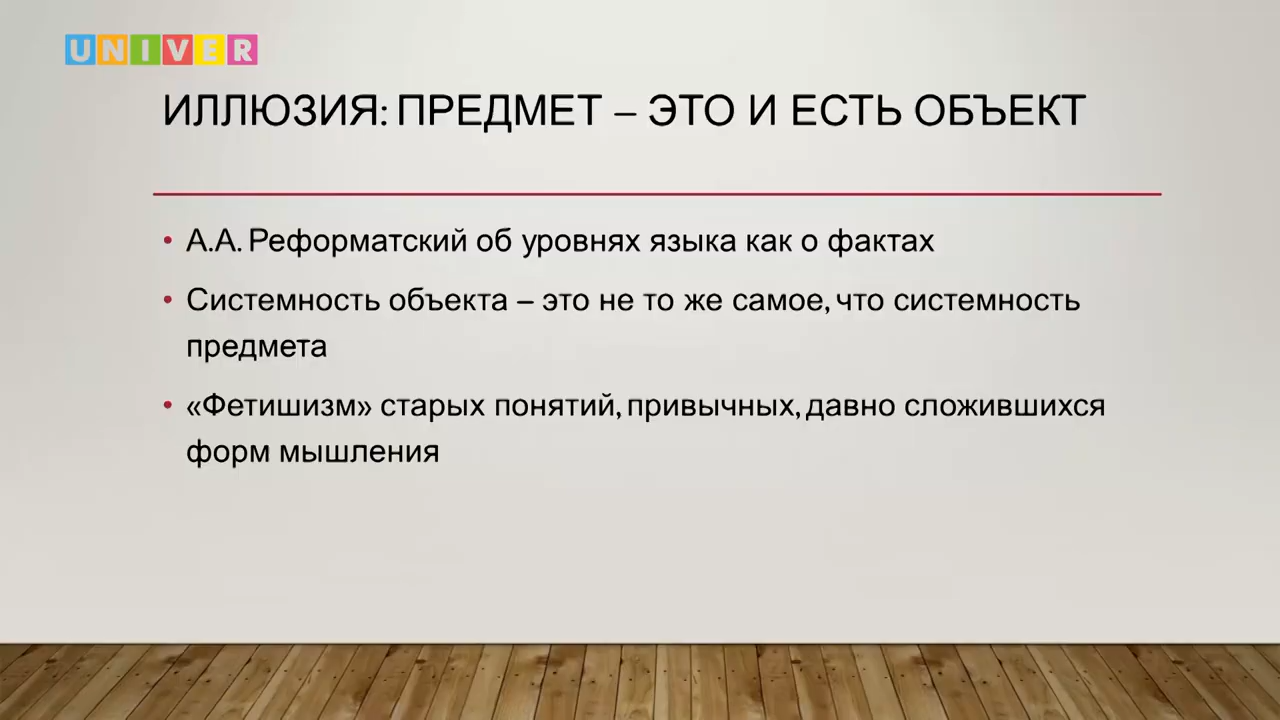 UNIVER
ИЛЛЮЗИЯ: ПРЕДМЕТ – ЭТО И ЕСТЬ ОБЪЕКТ
• А.А. Реформатский об уровнях языка как о фактах
• Системность объекта – это не то же самое, что системность
предмета
• «Фетишизм» старых понятий, привычных, давно сложившихся
форм мышления